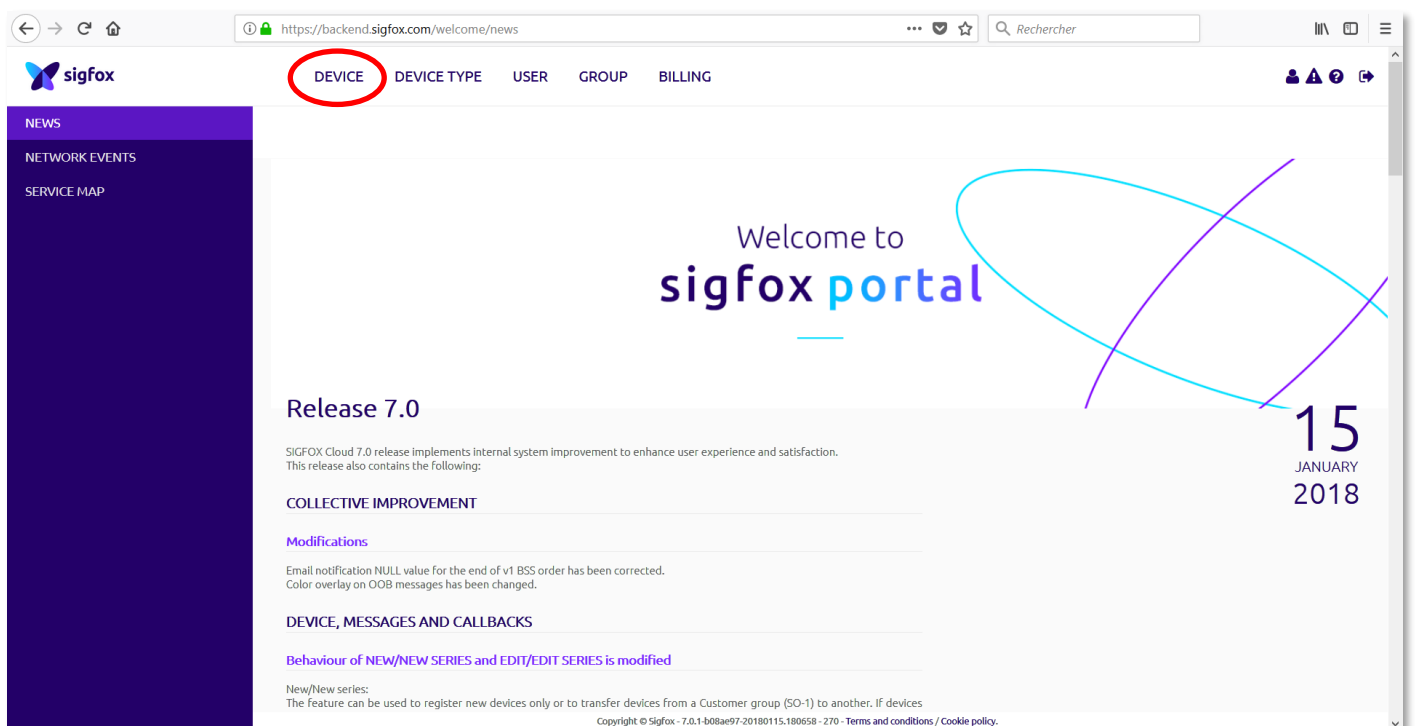 https://backend.sigfox.com/welcome/news
Rechercher
sigfox
DEVICE
DEVICE TYPE
USER
GROUP
BILLING
NEWS
NETWORK EVENTS
SERVICE MAP
Welcome to
sigfox portal
Release 7.0
15
JANUARY
2018
SIGFOX Cloud 7.0 release implements internal system improvement to enhance user experience and satisfaction.
This release also contains the following:
COLLECTIVE IMPROVEMENT
Modifications
Email notification NULL value for the end of v1 BSS order has been corrected.
Color overlay on OOB messages has been changed.
DEVICE, MESSAGES AND CALLBACKS
Behaviour of NEW/NEW SERIES and EDIT/EDIT SERIES is modified
New/New series:
The feature can be used to register new devices only or to transfer devices from a Customer group (SO-1) to another. If devices
Copyright © Sigfox - 7.0.1-b08ae97-20180115.180658 - 270 - Terms and conditions / Cookie policy.